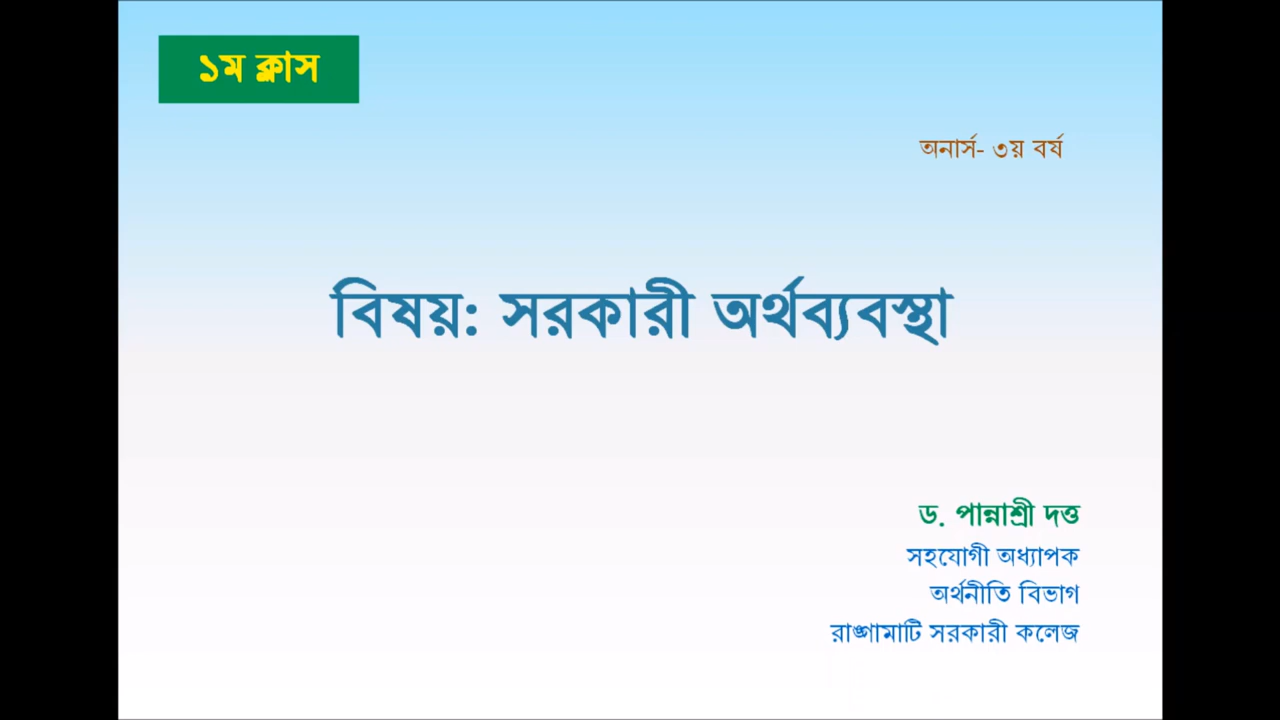 ১ম ক্লাস
অনার্স- ৩য় বর্ষ
বিষয়: সরকারী অর্থব্যবস্থা
ড. পান্নাশ্রী দত্ত
সহযোগী অধ্যাপক
অর্থনীতি বিভাগ
রাঙ্গামাটি সরকারী কলেজ